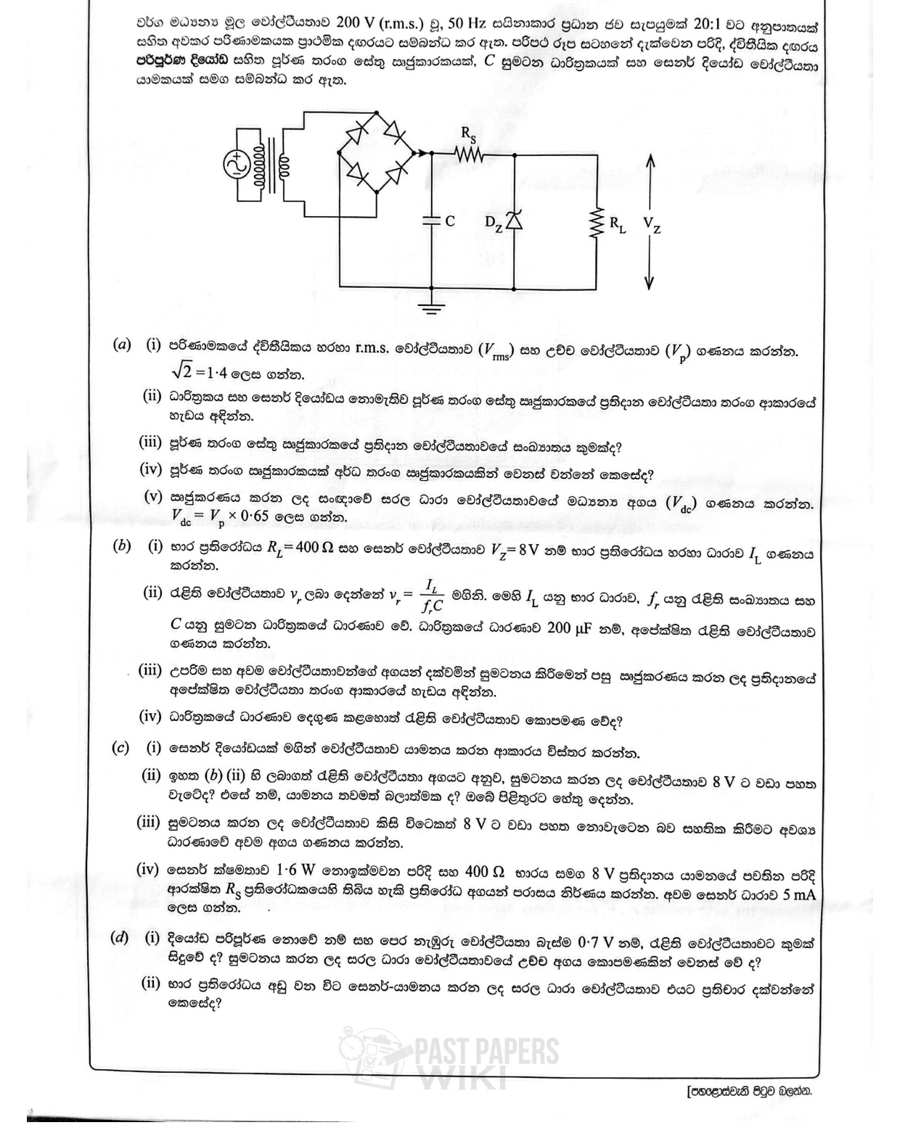 වර්ග මධ්‍යන්‍ය මූල වෝල්ටීයතාව 200 V (r.m.s.) වූ, 50 Hz සයිනාකාර ප්‍රධාන ජව සැපයුමක් 20:1 වට අනුපාතයක්
සහිත අවකර පරිණාමකයක ප්‍රාථමික දඟරයට සම්බන්ධ කර ඇත. පරිපථ රූප සටහනේ දැක්වෙන පරිදි, ද්විතීයික දඟරය
පරිපූර්ණ දියෝඩ සහිත පූර්ණ තරංග සේතු ඍජුකාරකයක්, C සුමටන ධාරිත්‍රකයක් සහ සෙනර් දියෝඩ වෝල්ටීයතා
යාමකයක් සමග සම්බන්ධ කර ඇත.
R_S
C
D_Z
R_L V_Z
(a) (i) පරිණාමකයේ ද්විතීයිකය හරහා r.m.s. වෝල්ටීයතාව (V_rms) සහ උච්ච වෝල්ටීයතාව (V_p) ගණනය කරන්න.
√2 = 1·4 ලෙස ගන්න.
(ii) ධාරිත්‍රකය සහ සෙනර් දියෝඩය නොමැතිව පූර්ණ තරංග සේතු ඍජුකාරකයේ ප්‍රතිදාන වෝල්ටීයතා තරංග ආකාරයේ
හැඩය අඳින්න.
(iii) පූර්ණ තරංග සේතු ඍජුකාරකයේ ප්‍රතිදාන වෝල්ටීයතාවයේ සංඛ්‍යාතය කුමක්ද?
(iv) පූර්ණ තරංග ඍජුකාරකයක් අර්ධ තරංග ඍජුකාරකයකින් වෙනස් වන්නේ කෙසේද?
(v) ඍජුකරණය කරන ලද සංඥාවේ සරල ධාරා වෝල්ටීයතාවයේ මධ්‍යන්‍ය අගය (V_dc) ගණනය කරන්න.
V_dc = V_p × 0·65 ලෙස ගන්න.
(b) (i) භාර ප්‍රතිරෝධය R_L = 400 Ω සහ සෙනර් වෝල්ටීයතාව V_Z = 8 V නම් භාර ප්‍රතිරෝධය හරහා ධාරාව I_L ගණනය
කරන්න.
(ii) රැළිති වෝල්ටීයතාව v_r ලබා දෙන්නේ v_r = I_L / f_r C මගිනි. මෙහි I_L යනු භාර ධාරාව, f_r යනු රැළිති සංඛ්‍යාතය සහ
C යනු සුමටන ධාරිත්‍රකයේ ධාරණාව වේ. ධාරිත්‍රකයේ ධාරණාව 200 μF නම්, අපේක්ෂිත රැළිති වෝල්ටීයතාව
ගණනය කරන්න.
(iii) උපරිම සහ අවම වෝල්ටීයතාවන්ගේ අගයන් දක්වමින් සුමටනය කිරීමෙන් පසු ඍජුකරණය කරන ලද ප්‍රතිදානයේ
අපේක්ෂිත වෝල්ටීයතා තරංග ආකාරයේ හැඩය අඳින්න.
(iv) ධාරිත්‍රකයේ ධාරණාව දෙගුණ කළහොත් රැළිති වෝල්ටීයතාව කොපමණ වේද?
(c) (i) සෙනර් දියෝඩයක් මගින් වෝල්ටීයතාව යාමනය කරන ආකාරය විස්තර කරන්න.
(ii) ඉහත (b) (ii) හි ලබාගත් රැළිති වෝල්ටීයතා අගයට අනුව, සුමටනය කරන ලද වෝල්ටීයතාව 8 V ට වඩා පහත
වැටේද? එසේ නම්, යාමනය තවමත් බලාත්මක ද? ඔබේ පිළිතුරට හේතු දෙන්න.
(iii) සුමටනය කරන ලද වෝල්ටීයතාව කිසි විටෙකත් 8 V ට වඩා පහත නොවැටෙන බව සහතික කිරීමට අවශ්‍ය
ධාරණාවේ අවම අගය ගණනය කරන්න.
(iv) සෙනර් ක්ෂමතාව 1·6 W නොඉක්මවන පරිදි සහ 400 Ω භාරය සමග 8 V ප්‍රතිදානය යාමනයේ පවතින පරිදි
ආරක්ෂිත R_S ප්‍රතිරෝධකයෙහි තිබිය හැකි ප්‍රතිරෝධ අගයන් පරාසය නිර්ණය කරන්න. අවම සෙනර් ධාරාව 5 mA
ලෙස ගන්න.
(d) (i) දියෝඩ පරිපූර්ණ නොවේ නම් සහ පෙර නැඹුරු වෝල්ටීයතා බැස්ම 0·7 V නම්, රැළිති වෝල්ටීයතාවට කුමක්
සිදුවේ ද? සුමටනය කරන ලද සරල ධාරා වෝල්ටීයතාවයේ උච්ච අගය කොපමණකින් වෙනස් වේ ද?
(ii) භාර ප්‍රතිරෝධය අඩු වන විට සෙනර්-යාමනය කරන ලද සරල ධාරා වෝල්ටීයතාව එයට ප්‍රතිචාර දක්වන්නේ
කෙසේද?
PAST PAPERS
WIKI
[පහළොස්වැනි පිටුව බලන්න.